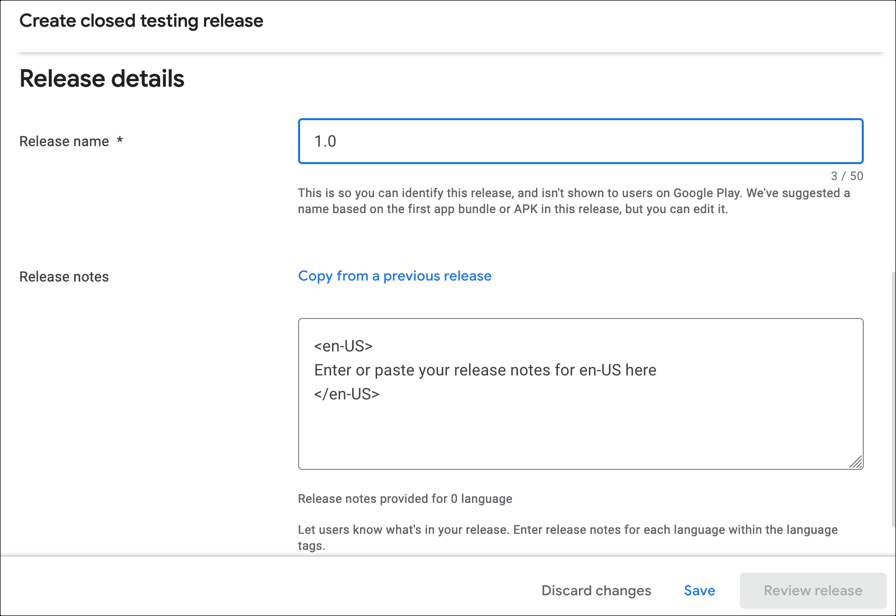 Create closed testing release
Release details
Release name *
1.0
3 / 50
This is so you can identify this release, and isn't shown to users on Google Play. We've suggested a
name based on the first app bundle or APK in this release, but you can edit it.
Release notes
Copy from a previous release
<en-US>
Enter or paste your release notes for en-US here
</en-US>
Release notes provided for 0 language
Let users know what's in your release. Enter release notes for each language within the language
tags.
Discard changes
Save
Review release